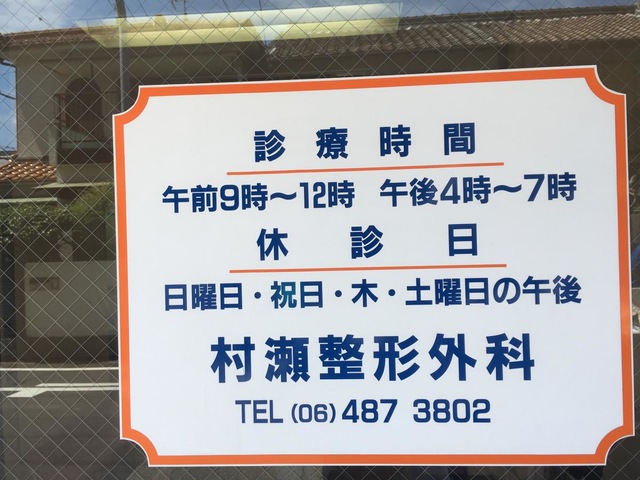 診療時間
午前9時～12時 午後4時～7時
休診日
日曜日・祝日・木・土曜日の午後
村瀬整形外科
TEL (06) 487 3802